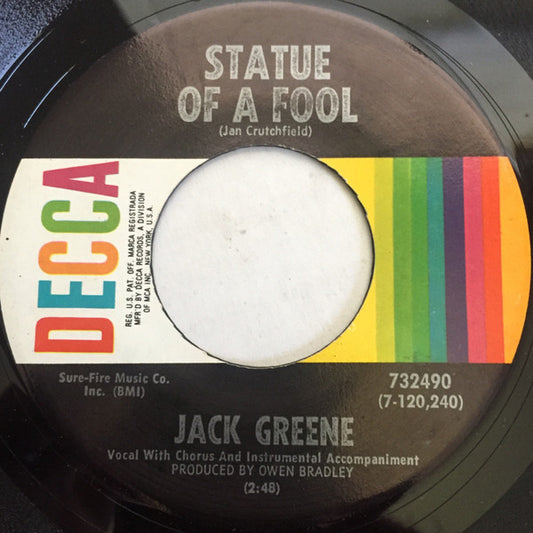 STATUE
OF A FOOL
(Jan Crutchfield)
DECCA
REG. U.S. PAT. OFF. MARCA REGISTRADA
MFR'D BY DECCA RECORDS, A DIVISION
OF MCA INC., NEW YORK, U.S.A.
Sure-Fire Music Co.
Inc. (BMI)
732490
(7-120,240)
JACK GREENE
Vocal With Chorus And Instrumental Accompaniment
PRODUCED BY OWEN BRADLEY
(2:48)